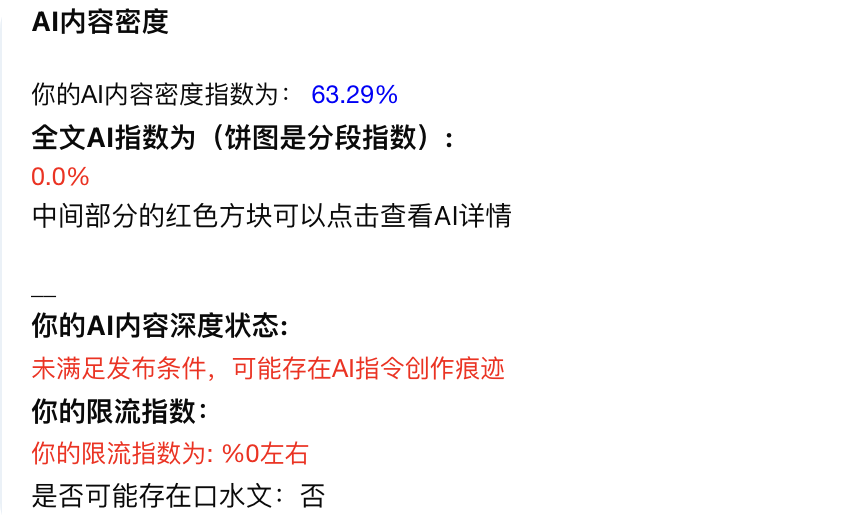 AI内容密度
你的AI内容密度指数为： 63.29%
全文AI指数为（饼图是分段指数）:
0.0%
中间部分的红色方块可以点击查看AI详情
__
你的AI内容深度状态:
未满足发布条件，可能存在AI指令创作痕迹
你的限流指数：
你的限流指数为: %0左右
是否可能存在口水文：否